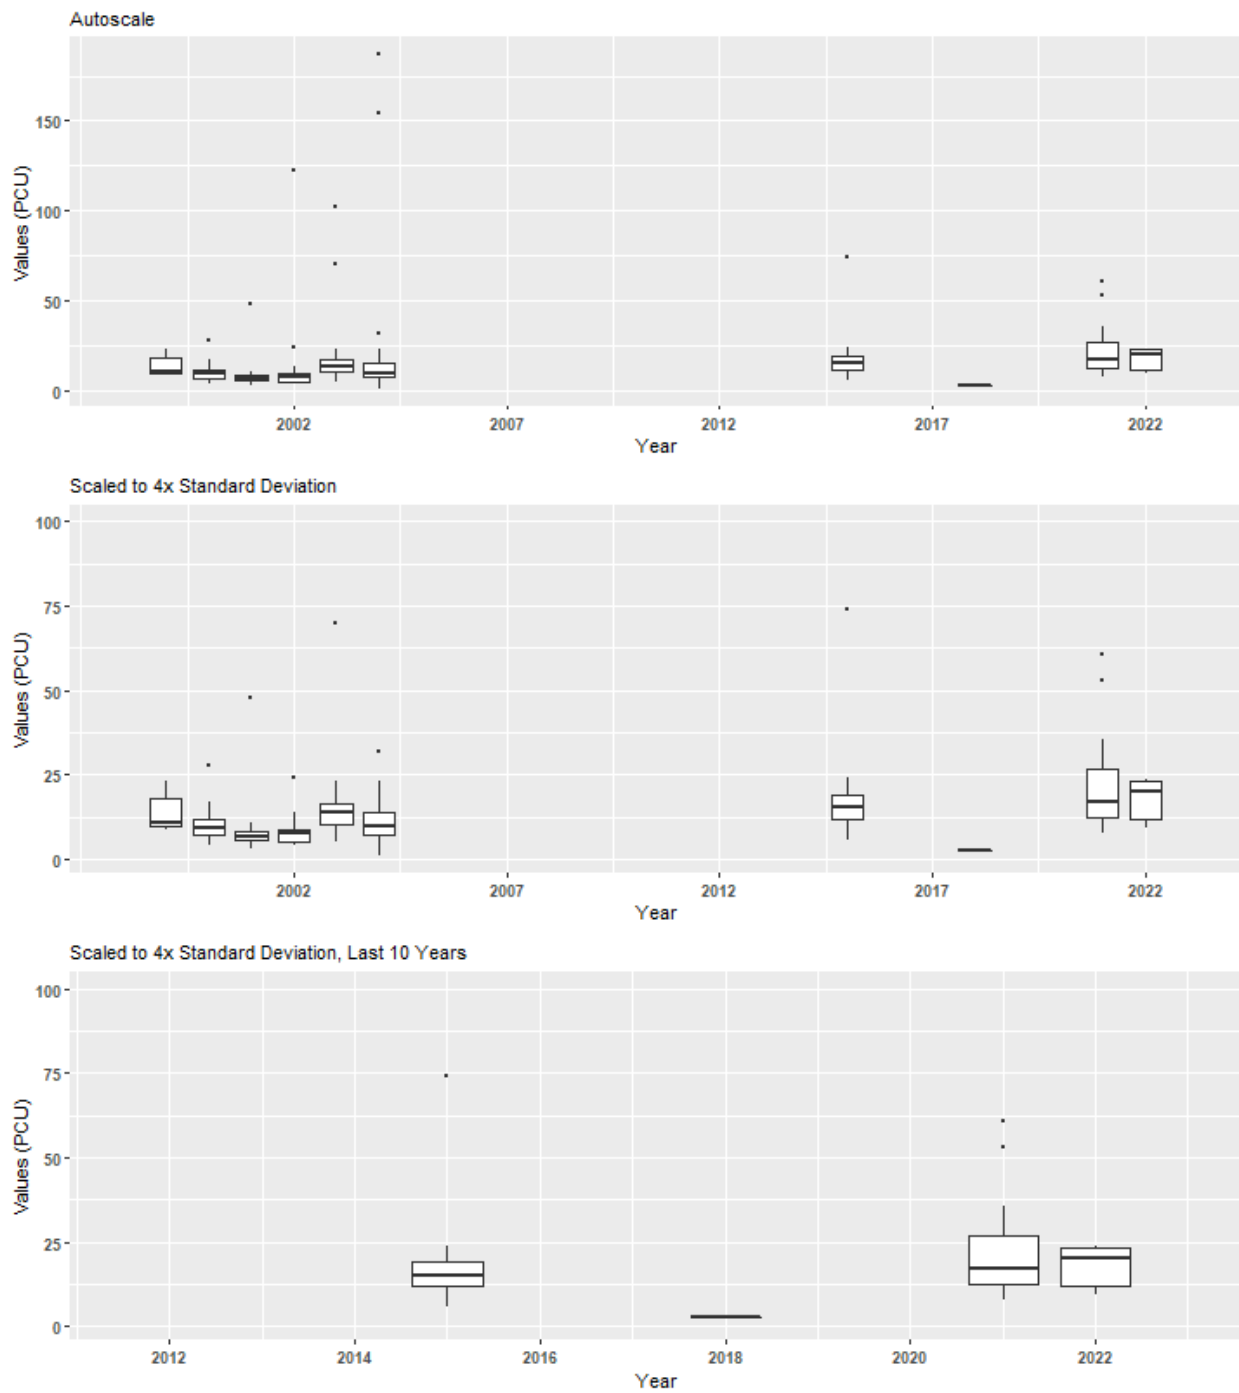 Autoscale
150
100
50
0
Values (PCU)
2002 2007 2012 2017 2022
Year
Scaled to 4x Standard Deviation
100
75
50
25
0
Values (PCU)
2002 2007 2012 2017 2022
Year
Scaled to 4x Standard Deviation, Last 10 Years
100
75
50
25
0
Values (PCU)
2012 2014 2016 2018 2020 2022
Year